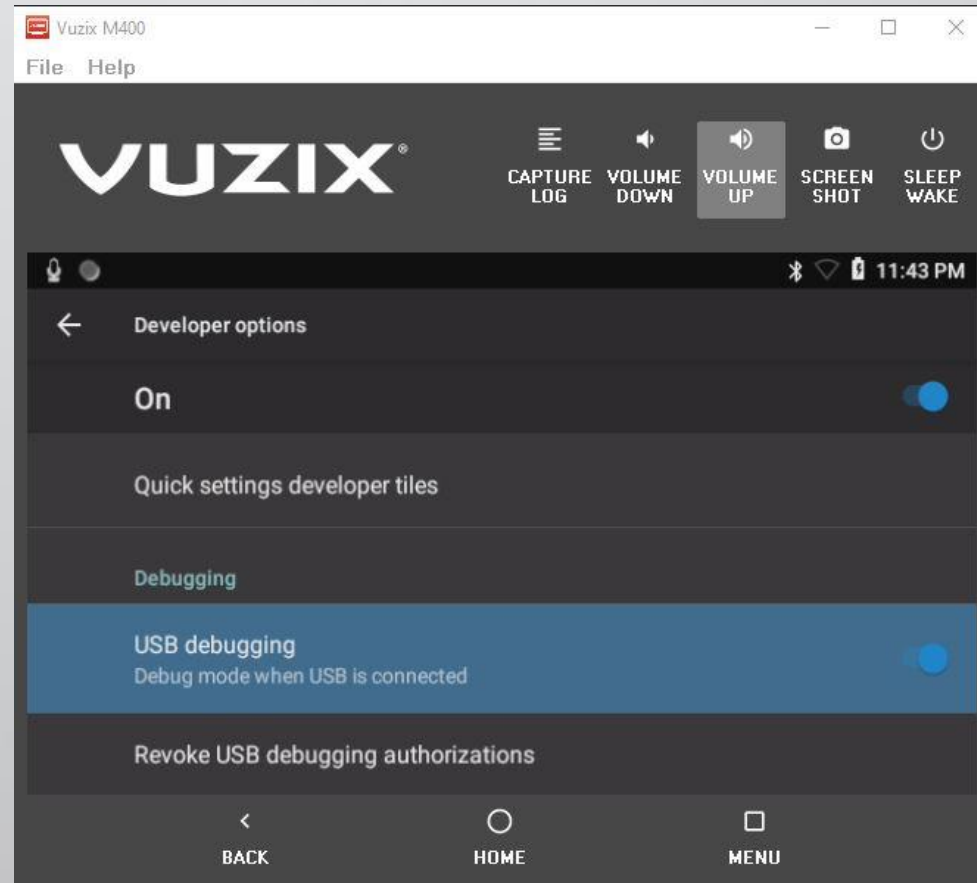 Vuzix M400
File Help
VUZIX®
CAPTURE LOG
VOLUME DOWN
VOLUME UP
SCREEN SHOT
SLEEP WAKE
11:43 PM
Developer options
On
Quick settings developer tiles
Debugging
USB debugging
Debug mode when USB is connected
Revoke USB debugging authorizations
BACK HOME MENU